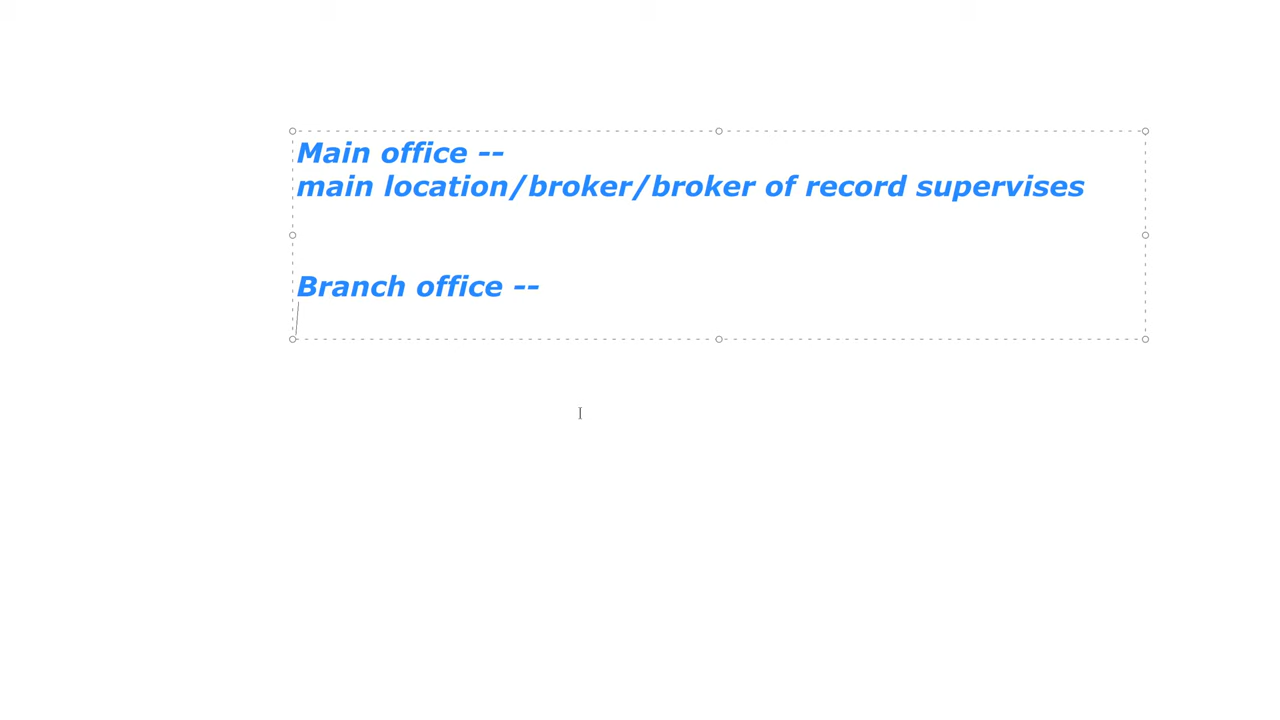 Main office --
main location/broker/broker of record supervises
Branch office --